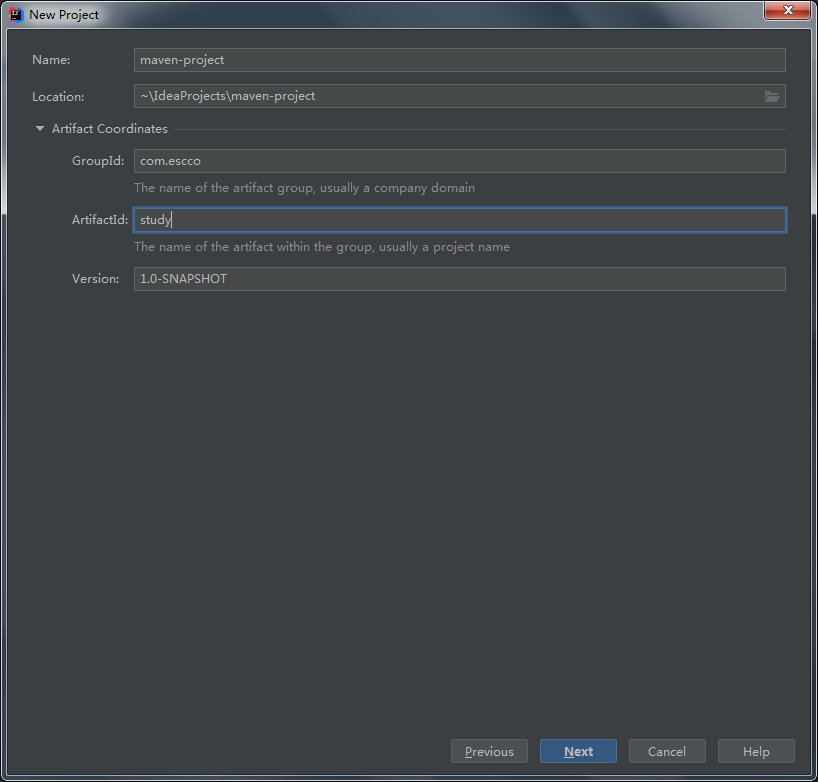 New Project
Name: maven-project
Location: ~\IdeaProjects\maven-project
Artifact Coordinates
GroupId: com.escco
The name of the artifact group, usually a company domain
ArtifactId: study
The name of the artifact within the group, usually a project name
Version: 1.0-SNAPSHOT
Previous Next Cancel Help